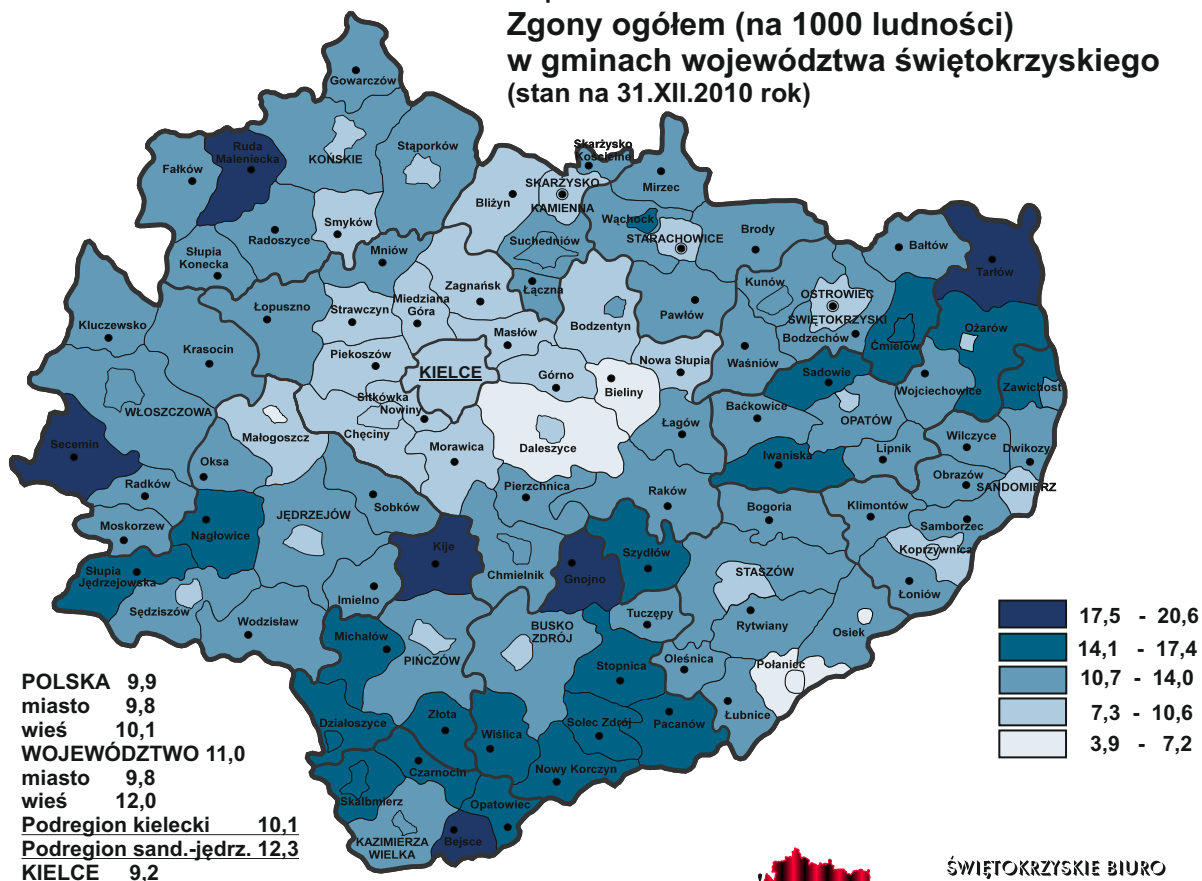 Zgony ogółem (na 1000 ludności)
w gminach województwa świętokrzyskiego
(stan na 31.XII.2010 rok)
Gowarczów
Ruda
Maleniecka
KOŃSKIE
Stąporków
Fałków
Skarżysko
Kościelne
SKARŻYSKO
KAMIENNA
Bliżyn
Mirzec
Smyków
Radoszyce
Słupia
Konecka
Mniów
Suchedniów
Wąchock
STARACHOWICE
Brody
Bałtów
Tarłów
Łopuszno
Strawczyn
Miedziana
Góra
Zagnańsk
Łączna
Bodzentyn
Pawłów
Kunów
OSTROWIEC
ŚWIĘTOKRZYSKI
Bodzechów
Ćmielów
Ożarów
Kluczewsko
Krasocin
Piekoszów
Masłów
KIELCE
Górno
Nowa Słupia
Bieliny
Waśniów
Sadowie
Wojciechowice
Zawichost
WŁOSZCZOWA
Małogoszcz
Sitkówka
Nowiny
Chęciny
Morawica
Daleszyce
Łagów
Baćkowice
OPATÓW
Iwaniska
Lipnik
Wilczyce
Dwikozy
Obrazów
SANDOMIERZ
Secemin
Oksa
Radków
Moskorzew
Nagłowice
JĘDRZEJÓW
Sobków
Pierzchnica
Raków
Bogoria
Klimontów
Samborzec
Koprzywnica
Łoniów
Słupia
Jędrzejowska
Sędziszów
Wodzisław
Imielno
Kije
Chmielnik
Gnojno
Szydłów
STASZÓW
Tuczępy
Rytwiany
Osiek
Michałów
PIŃCZÓW
BUSKO
ZDRÓJ
Stopnica
Oleśnica
Połaniec
Łubnice
Działoszyce
Złota
Wiślica
Solec Zdrój
Pacanów
Czarnocin
Nowy Korczyn
Skalbmierz
Opatowiec
KAZIMIERZA
WIELKA
Bejsce
17,5 - 20,6
14,1 - 17,4
10,7 - 14,0
7,3 - 10,6
3,9 - 7,2
POLSKA 9,9
miasto 9,8
wieś 10,1
WOJEWÓDZTWO 11,0
miasto 9,8
wieś 12,0
Podregion kielecki 10,1
Podregion sand.-jędrz. 12,3
KIELCE 9,2
ŚWIĘTOKRZYSKIE BIURO